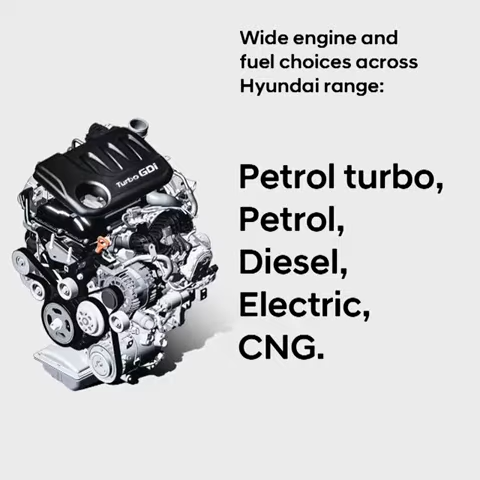 Wide engine and
fuel choices across
Hyundai range:
Petrol turbo,
Petrol,
Diesel,
Electric,
CNG.
Turbo GDi